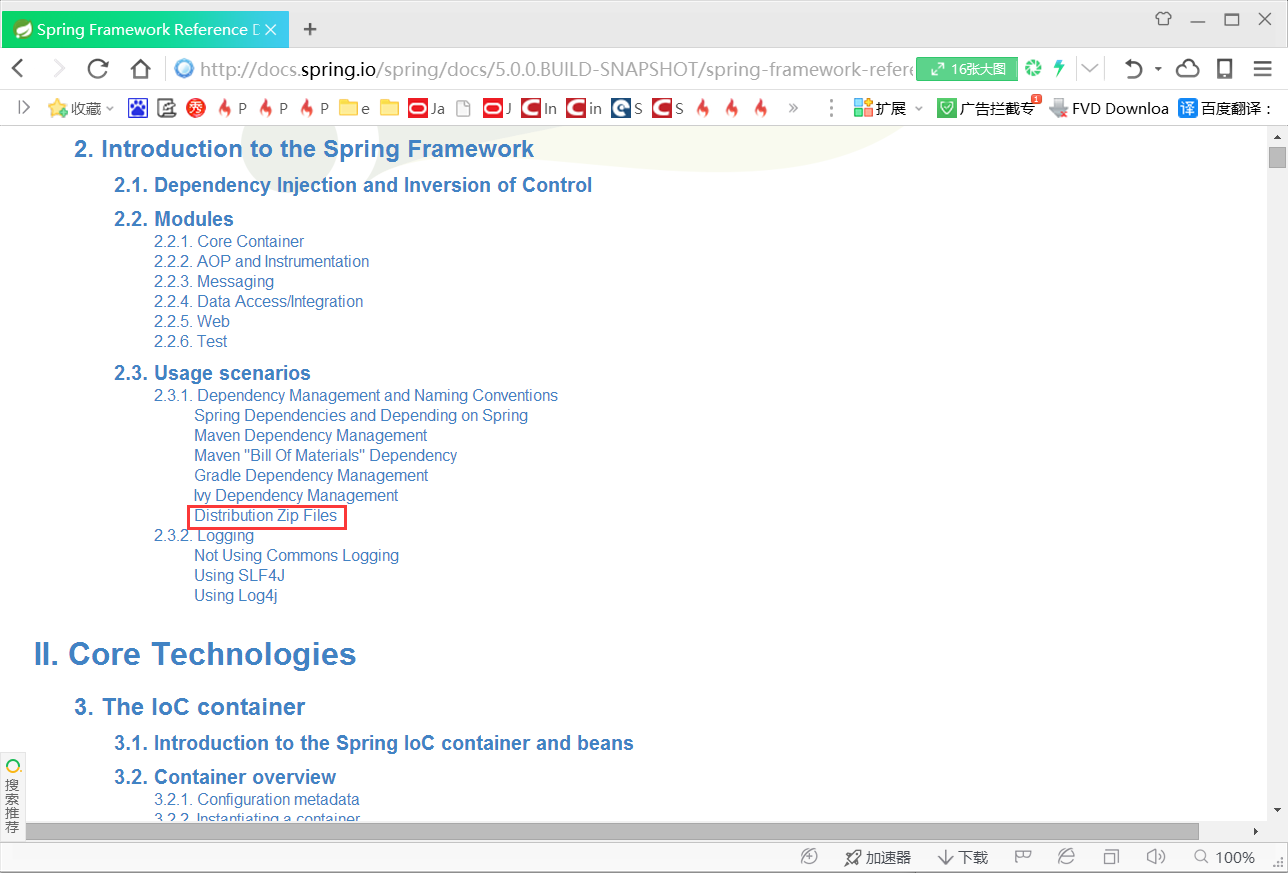 Spring Framework Reference D
http://docs.spring.io/spring/docs/5.0.0.BUILD-SNAPSHOT/spring-framework-refere
16张大图
收藏 P P P e Ja J In in S S 扩展 广告拦截专 1 FVD Downloa 译 百度翻译:
2. Introduction to the Spring Framework
2.1. Dependency Injection and Inversion of Control
2.2. Modules
2.2.1. Core Container
2.2.2. AOP and Instrumentation
2.2.3. Messaging
2.2.4. Data Access/Integration
2.2.5. Web
2.2.6. Test
2.3. Usage scenarios
2.3.1. Dependency Management and Naming Conventions
Spring Dependencies and Depending on Spring
Maven Dependency Management
Maven "Bill Of Materials" Dependency
Gradle Dependency Management
Ivy Dependency Management
Distribution Zip Files
2.3.2. Logging
Not Using Commons Logging
Using SLF4J
Using Log4j
II. Core Technologies
3. The IoC container
3.1. Introduction to the Spring IoC container and beans
3.2. Container overview
3.2.1. Configuration metadata
3.2.2. Instantiating a container
搜索推荐
加速器 下载 100%